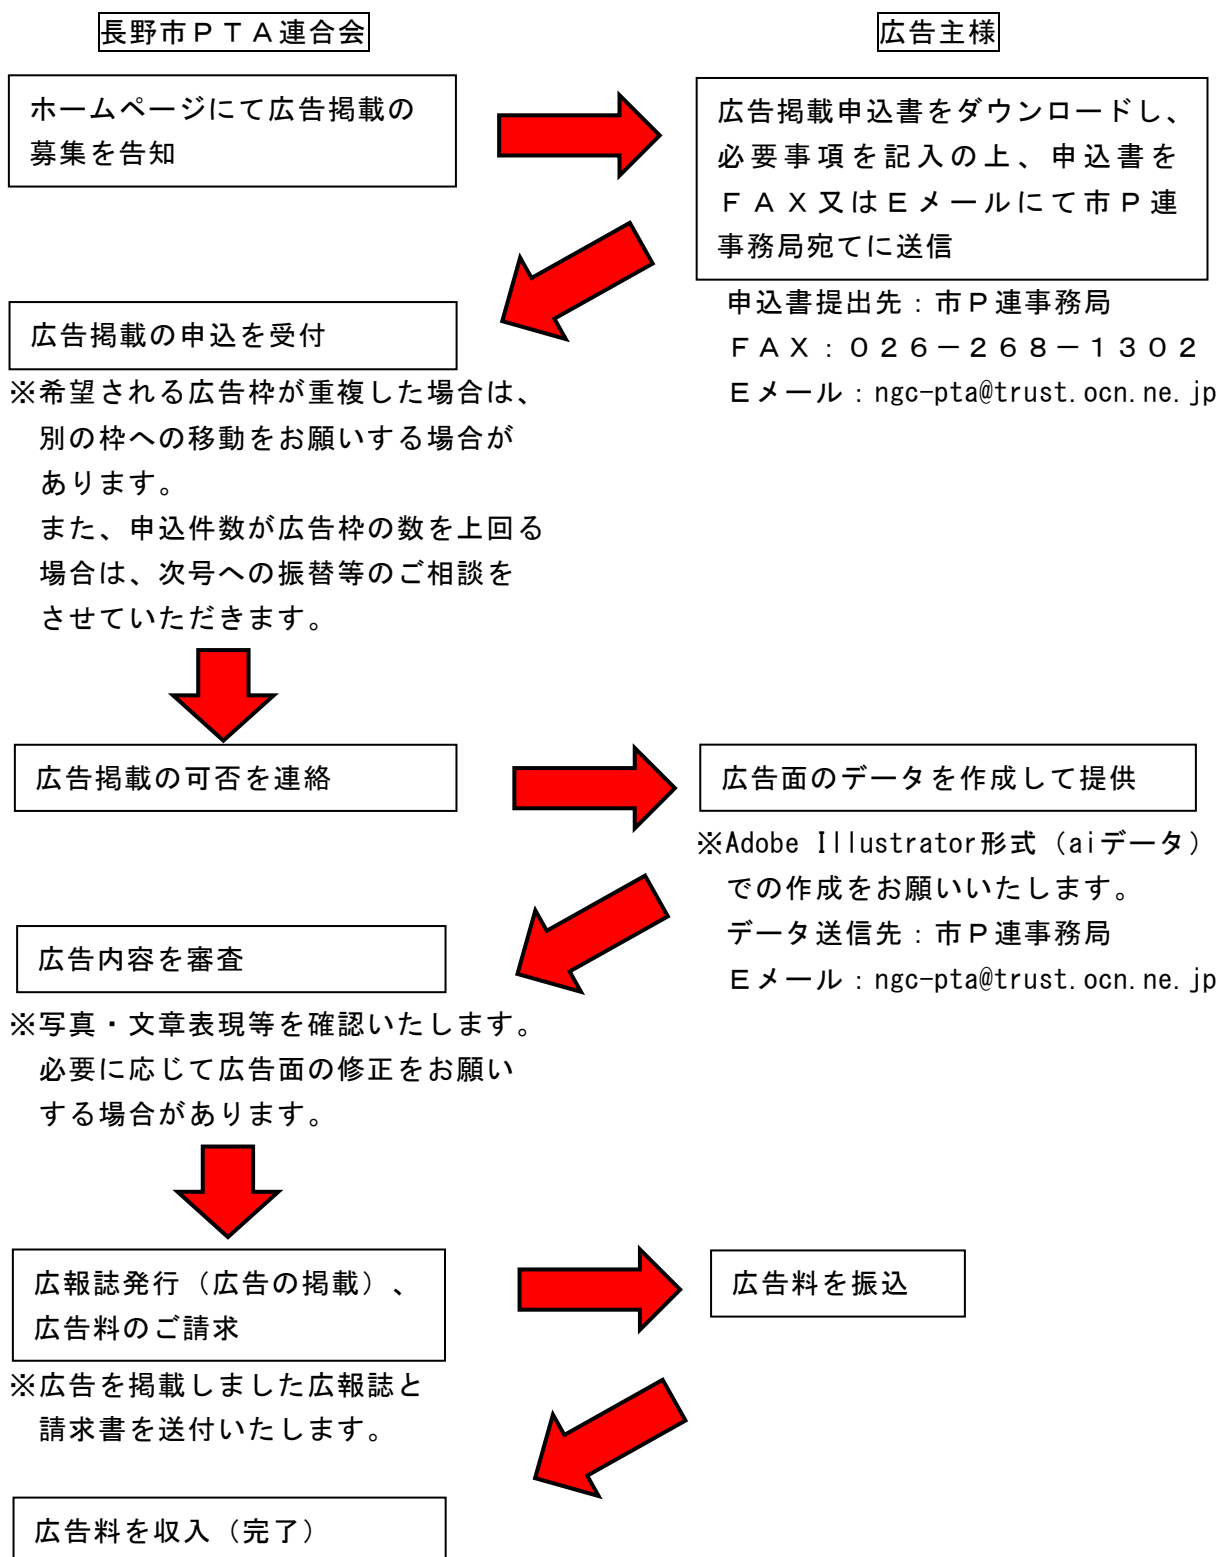 長野市ＰＴＡ連合会
広告主様
ホームページにて広告掲載の
募集を告知
広告掲載申込書をダウンロードし、
必要事項を記入の上、申込書を
ＦＡＸ又はＥメールにて市Ｐ連
事務局宛てに送信
申込書提出先：市Ｐ連事務局
ＦＡＸ：０２６－２６８－１３０２
Ｅメール：ngc-pta@trust.ocn.ne.jp
広告掲載の申込を受付
※希望される広告枠が重複した場合は、
別の枠への移動をお願いする場合が
あります。
また、申込件数が広告枠の数を上回る
場合は、次号への振替等のご相談を
させていただきます。
広告掲載の可否を連絡
広告面のデータを作成して提供
※Adobe Illustrator形式（aiデータ）
での作成をお願いいたします。
データ送信先：市Ｐ連事務局
Ｅメール：ngc-pta@trust.ocn.ne.jp
広告内容を審査
※写真・文章表現等を確認いたします。
必要に応じて広告面の修正をお願い
する場合があります。
広報誌発行（広告の掲載）、
広告料のご請求
広告料を振込
※広告を掲載しました広報誌と
請求書を送付いたします。
広告料を収入（完了）